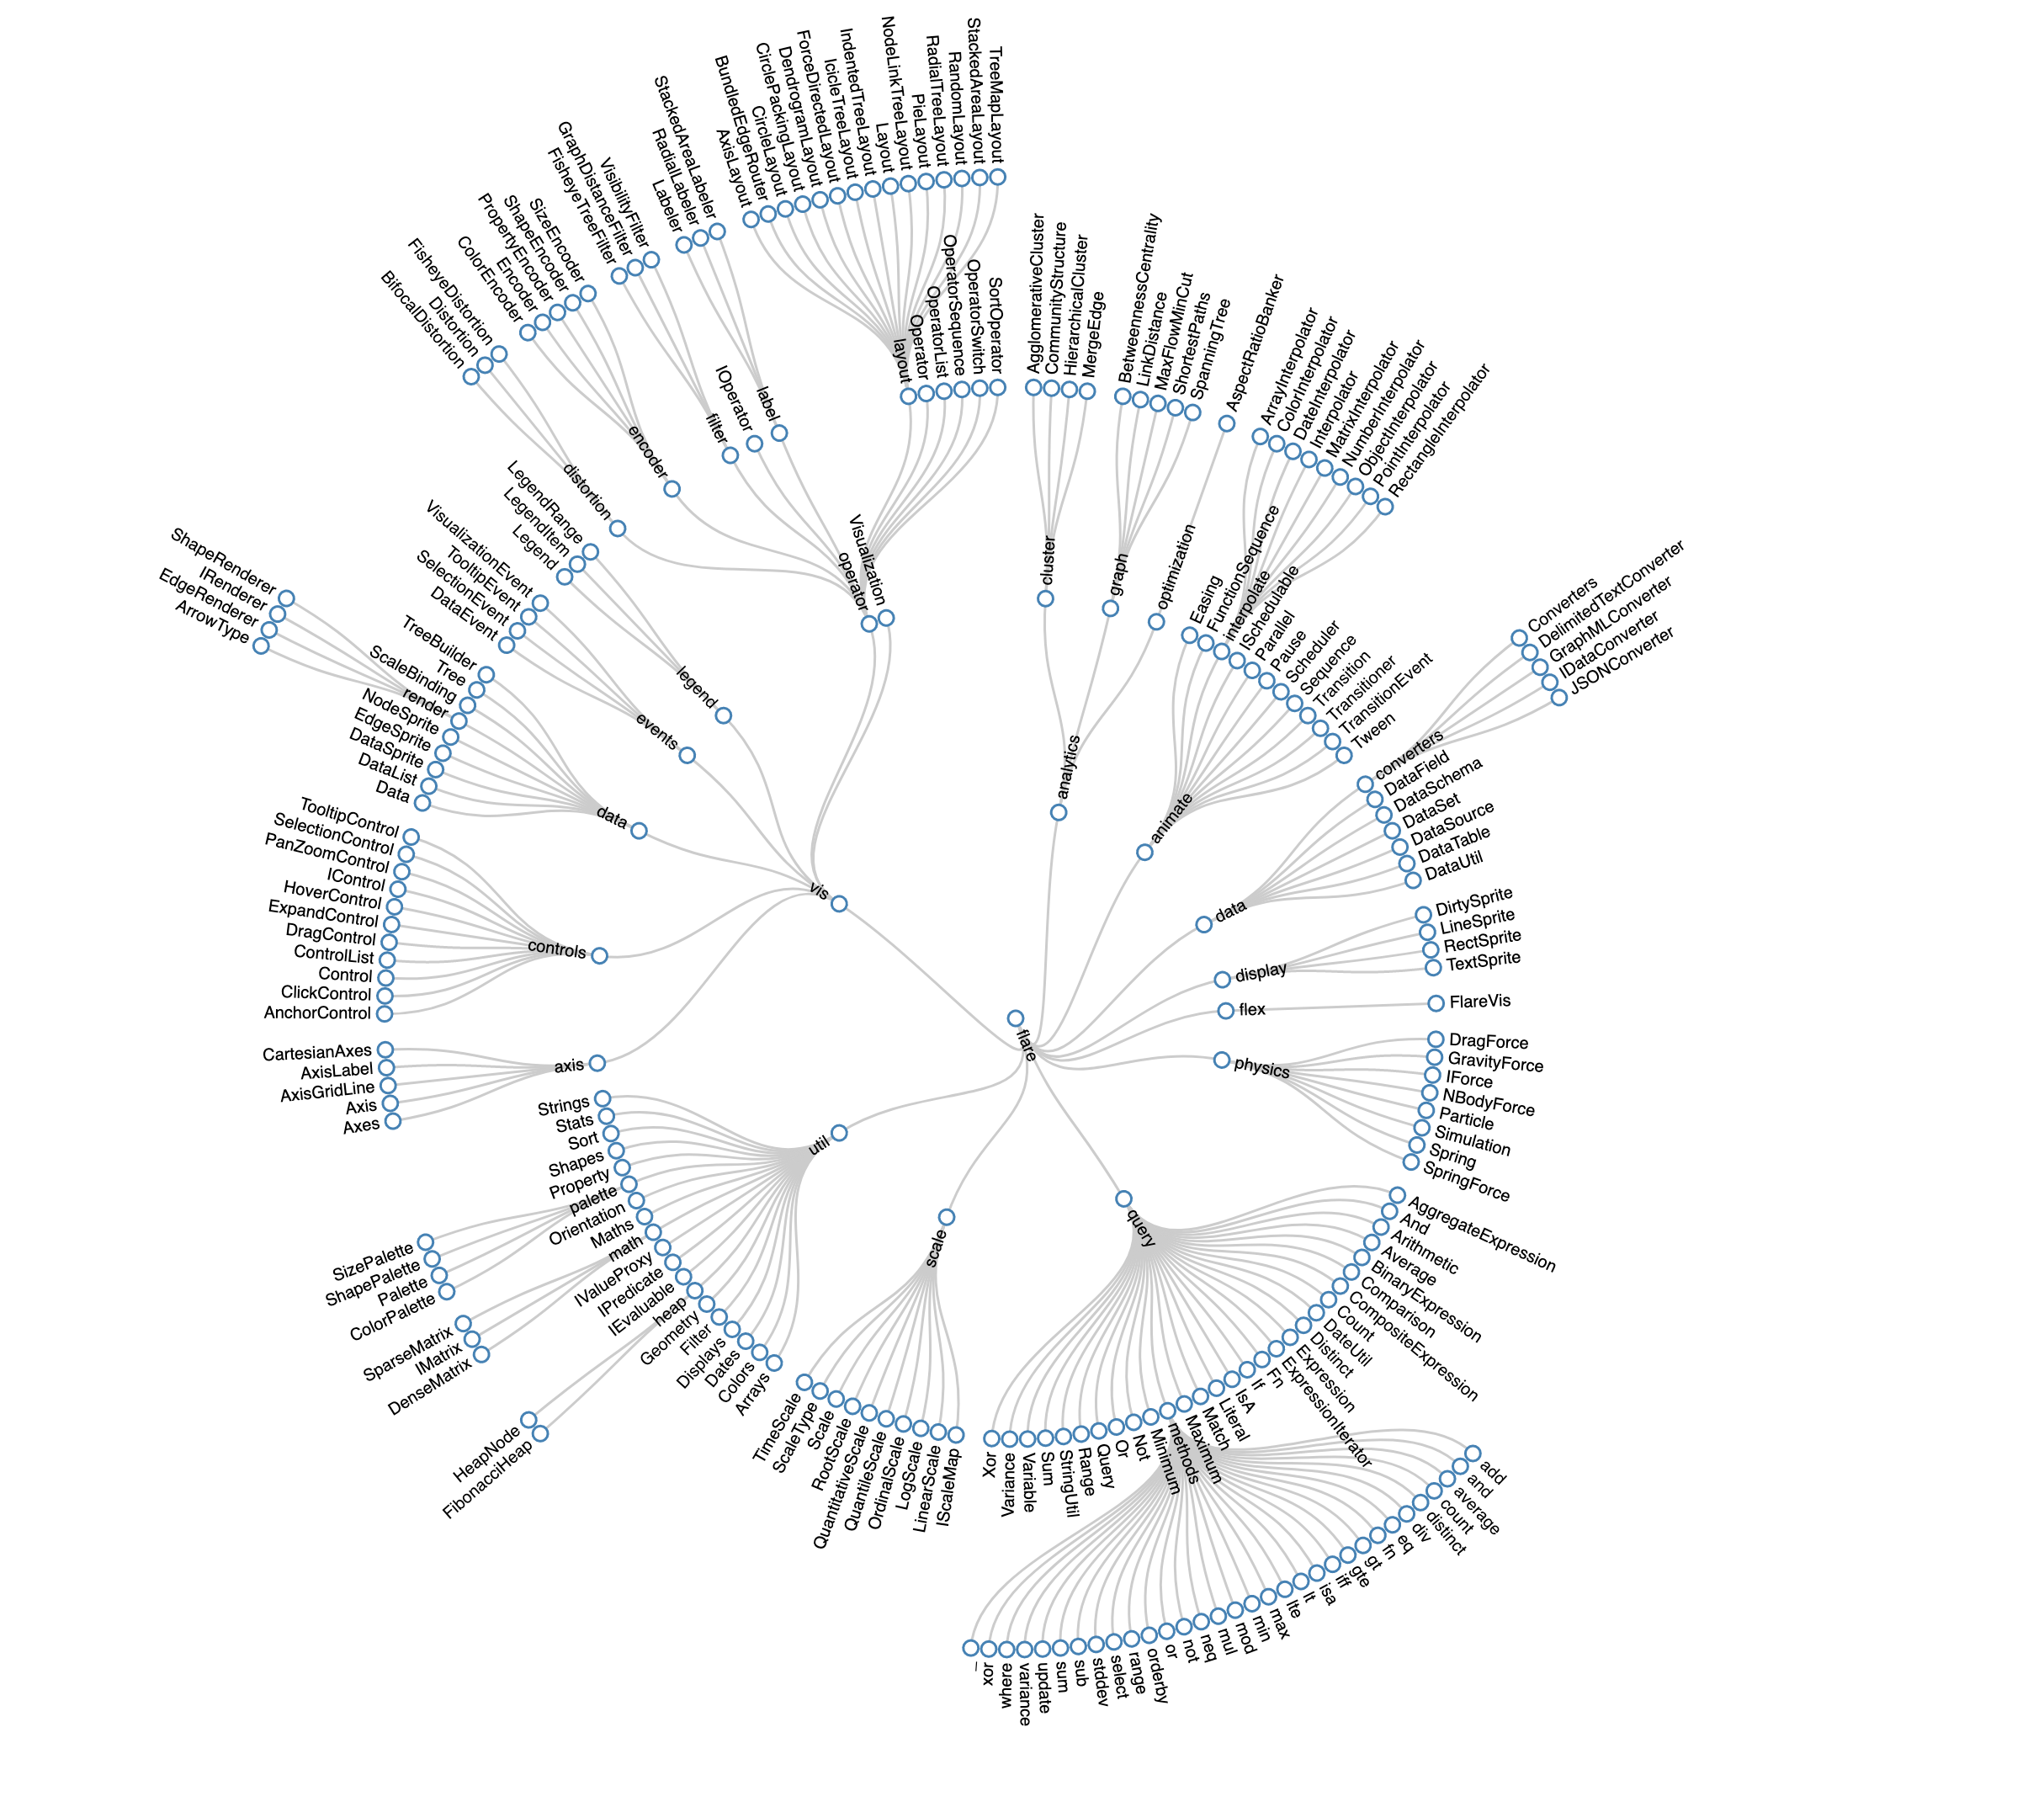 flare
analytics
cluster
AgglomerativeCluster
CommunityStructure
HierarchicalCluster
MergeEdge
graph
BetweennessCentrality
LinkDistance
MaxFlowMinCut
ShortestPaths
SpanningTree
optimization
AspectRatioBanker
animate
Easing
FunctionSequence
interpolate
ArrayInterpolator
ColorInterpolator
DateInterpolator
Interpolator
MatrixInterpolator
NumberInterpolator
ObjectInterpolator
PointInterpolator
RectangleInterpolator
ISchedulable
Parallel
Pause
Scheduler
Sequence
Transition
Transitioner
TransitionEvent
Tween
data
converters
Converters
DelimitedTextConverter
GraphMLConverter
IDataConverter
JSONConverter
DataField
DataSchema
DataSet
DataSource
DataTable
DataUtil
display
DirtySprite
LineSprite
RectSprite
TextSprite
flex
FlareVis
physics
DragForce
GravityForce
IForce
NBodyForce
Particle
Simulation
Spring
SpringForce
query
AggregateExpression
And
Arithmetic
Average
BinaryExpression
Comparison
CompositeExpression
Count
DateUtil
Distinct
Expression
ExpressionIterator
Fn
If
IsA
Literal
Match
Maximum
methods
add
and
average
count
distinct
div
eq
fn
gt
gte
iff
isa
lt
lte
max
min
mod
mul
neq
not
or
orderby
range
select
stddev
sub
sum
update
variance
where
xor
_
Minimum
Not
Or
Query
Range
StringUtil
Sum
Variable
Variance
Xor
scale
IScaleMap
LinearScale
LogScale
OrdinalScale
QuantileScale
QuantitativeScale
RootScale
Scale
ScaleType
TimeScale
util
Arrays
Colors
Dates
Displays
Filter
Geometry
heap
FibonacciHeap
HeapNode
IEvaluable
IPredicate
IValueProxy
math
DenseMatrix
IMatrix
SparseMatrix
Maths
Orientation
palette
ColorPalette
Palette
ShapePalette
SizePalette
Property
Shapes
Sort
Stats
Strings
vis
axis
Axes
Axis
AxisGridLine
AxisLabel
CartesianAxes
controls
AnchorControl
ClickControl
Control
ControlList
DragControl
ExpandControl
HoverControl
IControl
PanZoomControl
SelectionControl
TooltipControl
data
Data
DataList
DataSprite
EdgeSprite
NodeSprite
render
ArrowType
EdgeRenderer
IRenderer
ShapeRenderer
ScaleBinding
Tree
TreeBuilder
events
DataEvent
SelectionEvent
TooltipEvent
VisualizationEvent
legend
Legend
LegendItem
LegendRange
operator
distortion
BifocalDistortion
Distortion
FisheyeDistortion
encoder
ColorEncoder
Encoder
PropertyEncoder
ShapeEncoder
SizeEncoder
filter
FisheyeTreeFilter
GraphDistanceFilter
VisibilityFilter
IOperator
label
Labeler
RadialLabeler
StackedAreaLabeler
layout
AxisLayout
BundledEdgeRouter
CircleLayout
CirclePackingLayout
DendrogramLayout
ForceDirectedLayout
IcicleTreeLayout
IndentedTreeLayout
Layout
NodeLinkTreeLayout
PieLayout
RadialTreeLayout
RandomLayout
StackedAreaLayout
TreeMapLayout
Operator
OperatorList
OperatorSequence
OperatorSwitch
SortOperator
Visualization